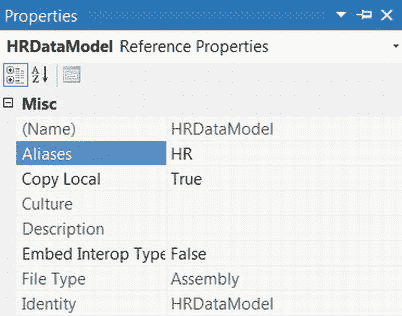 Properties
HRDataModel Reference Properties
A Z
Misc
(Name) HRDataModel
Aliases HR
Copy Local True
Culture
Description
Embed Interop Type False
File Type Assembly
Identity HRDataModel